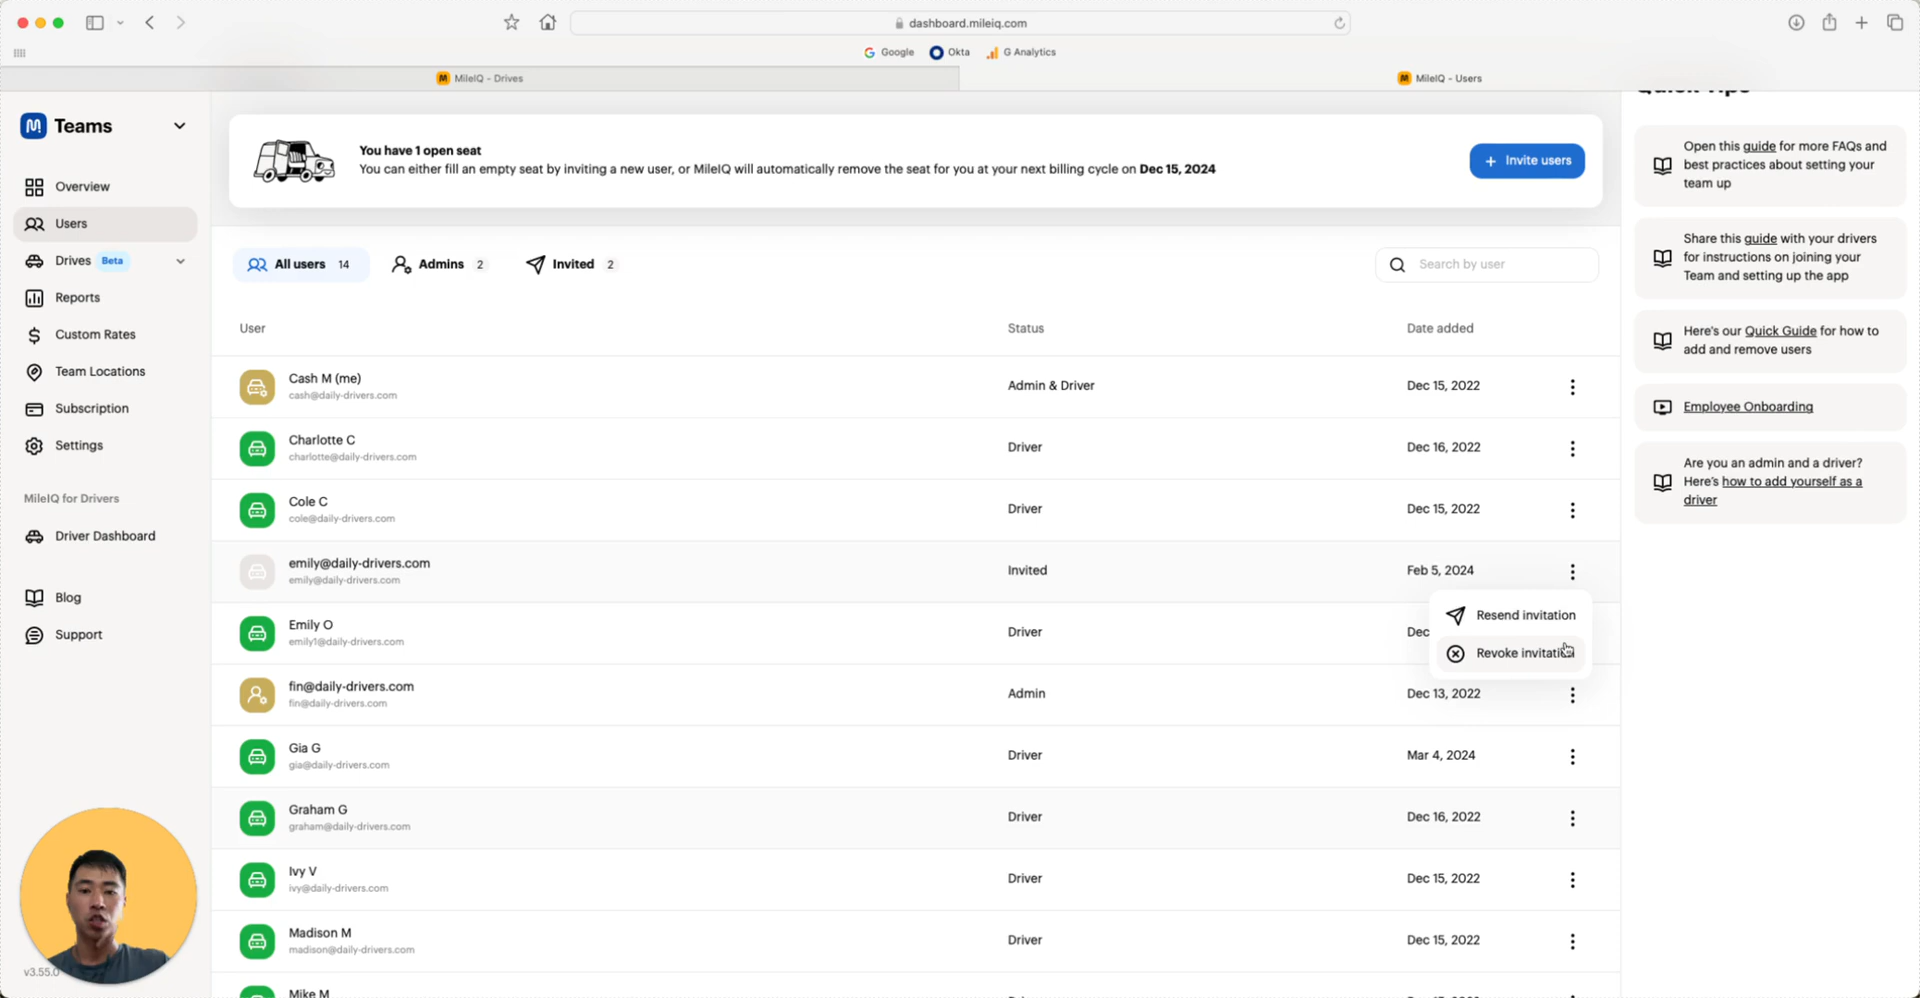 dashboard.mileiq.com
Google
Okta
G Analytics
MileIQ - Drives
MileIQ - Users
Teams
Overview
Users
Drives Beta
Reports
Custom Rates
Team Locations
Subscription
Settings
MileIQ for Drivers
Driver Dashboard
Blog
Support
v3.55.0
You have 1 open seat
You can either fill an empty seat by inviting a new user, or MileIQ will automatically remove the seat for you at your next billing cycle on Dec 15, 2024
+ Invite users
All users 14
Admins 2
Invited 2
Search by user
User Status Date added
Cash M (me)
cash@daily-drivers.com
Admin & Driver
Dec 15, 2022
Charlotte C
charlotte@daily-drivers.com
Driver
Dec 16, 2022
Cole C
cole@daily-drivers.com
Driver
Dec 15, 2022
emily@daily-drivers.com
emily@daily-drivers.com
Invited
Feb 5, 2024
Resend invitation
Revoke invitation
Emily O
emily1@daily-drivers.com
Driver
Dec
fin@daily-drivers.com
fin@daily-drivers.com
Admin
Dec 13, 2022
Gia G
gia@daily-drivers.com
Driver
Mar 4, 2024
Graham G
graham@daily-drivers.com
Driver
Dec 16, 2022
Ivy V
ivy@daily-drivers.com
Driver
Dec 15, 2022
Madison M
madison@daily-drivers.com
Driver
Dec 15, 2022
Mike M
Quick Tips
Open this guide for more FAQs and
best practices about setting your
team up
Share this guide with your drivers
for instructions on joining your
Team and setting up the app
Here's our Quick Guide for how to
add and remove users
Employee Onboarding
Are you an admin and a driver?
Here's how to add yourself as a
driver